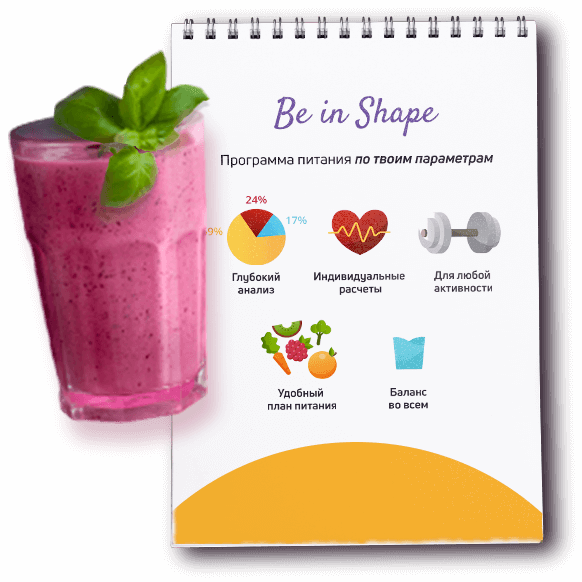 Be in Shape
Программа питания по твоим параметрам
24%
17%
9%
Глубокий
анализ
Индивидуальные
расчеты
Для любой
активности
Удобный
план питания
Баланс
во всем